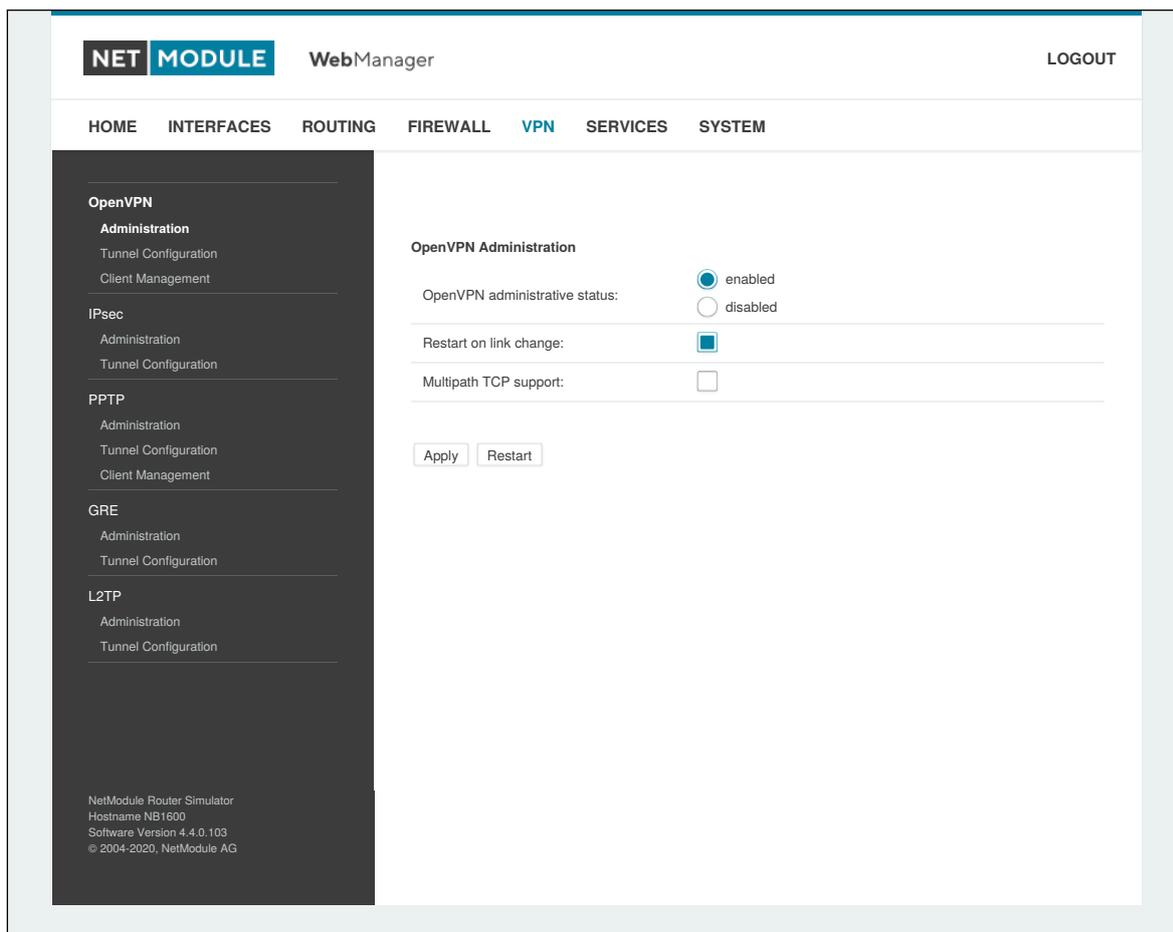 NET MODULE WebManager LOGOUT
HOME INTERFACES ROUTING FIREWALL VPN SERVICES SYSTEM
OpenVPN
Administration
Tunnel Configuration
Client Management
IPsec
Administration
Tunnel Configuration
PPTP
Administration
Tunnel Configuration
Client Management
GRE
Administration
Tunnel Configuration
L2TP
Administration
Tunnel Configuration
NetModule Router Simulator
Hostname NB1600
Software Version 4.4.0.103
© 2004-2020, NetModule AG
OpenVPN Administration
OpenVPN administrative status:
enabled
disabled
Restart on link change:
Multipath TCP support:
Apply Restart